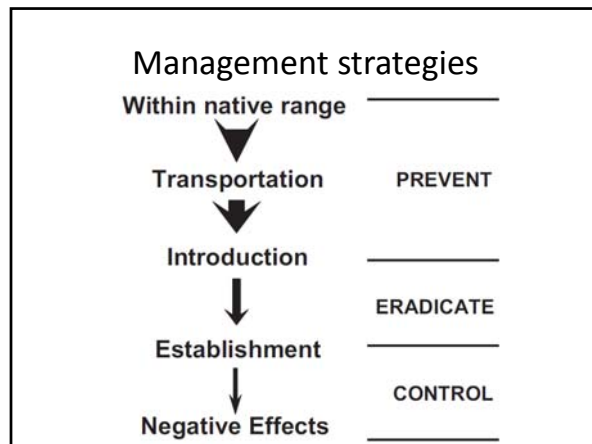 Management strategies
Within native range
Transportation
PREVENT
Introduction
ERADICATE
Establishment
CONTROL
Negative Effects